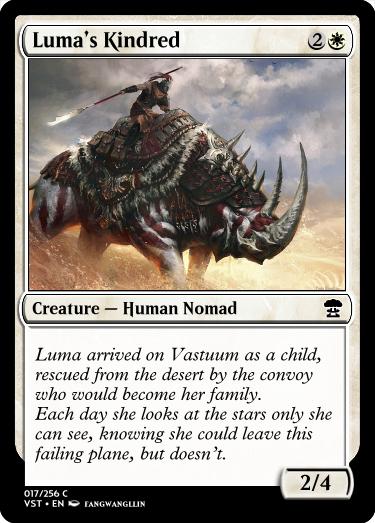 Luma's Kindred 2
Creature — Human Nomad
Luma arrived on Vastuum as a child,
rescued from the desert by the convoy
who would become her family.
Each day she looks at the stars only she
can see, knowing she could leave this
failing plane, but doesn't.
2/4
017/256 C
VST • EN FANGWANGLLIN